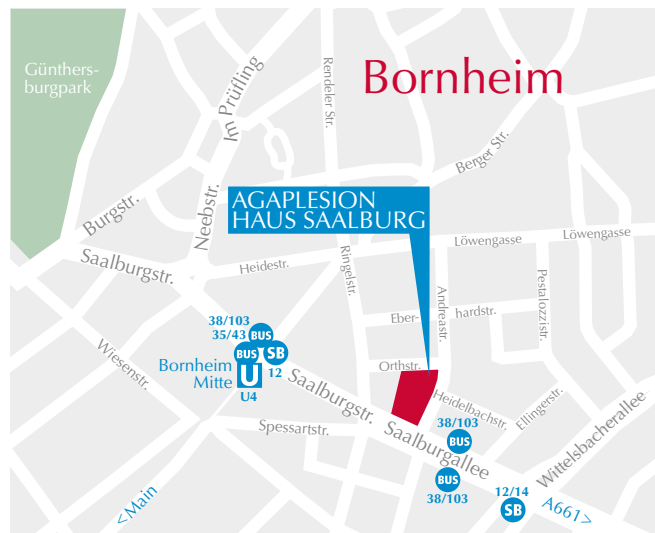 Günthers-
burgpark
Bornheim
Im Prüfling
Rendeler Str.
Berger Str.
Burgstr.
Neebstr.
AGAPLESION
HAUS SAALBURG
Saalburgstr.
Heidestr.
Ringelstr.
Löwengasse
Löwengasse
Andreastr.
Pestalozzistr.
Eber-
hardstr.
38/103
35/43
BUS
BUS
SB
12
Bornheim
Mitte
U
U4
Wiesenstr.
Orthstr.
Saalburgstr.
Heidelbachstr.
Ellingerstr.
Spessartstr.
Saalburgallee
38/103
BUS
BUS
38/103
Wittelsbacherallee
12/14
SB
A661>
<Main